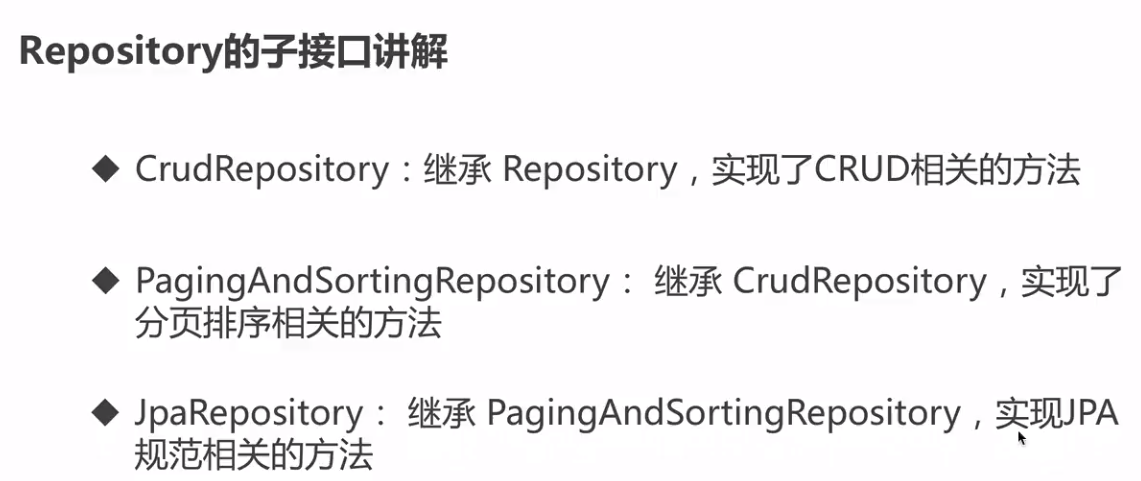 Repository的子接口讲解
◆ CrudRepository：继承 Repository，实现了CRUD相关的方法
◆ PagingAndSortingRepository： 继承 CrudRepository，实现了
分页排序相关的方法
◆ JpaRepository： 继承 PagingAndSortingRepository，实现JPA
规范相关的方法